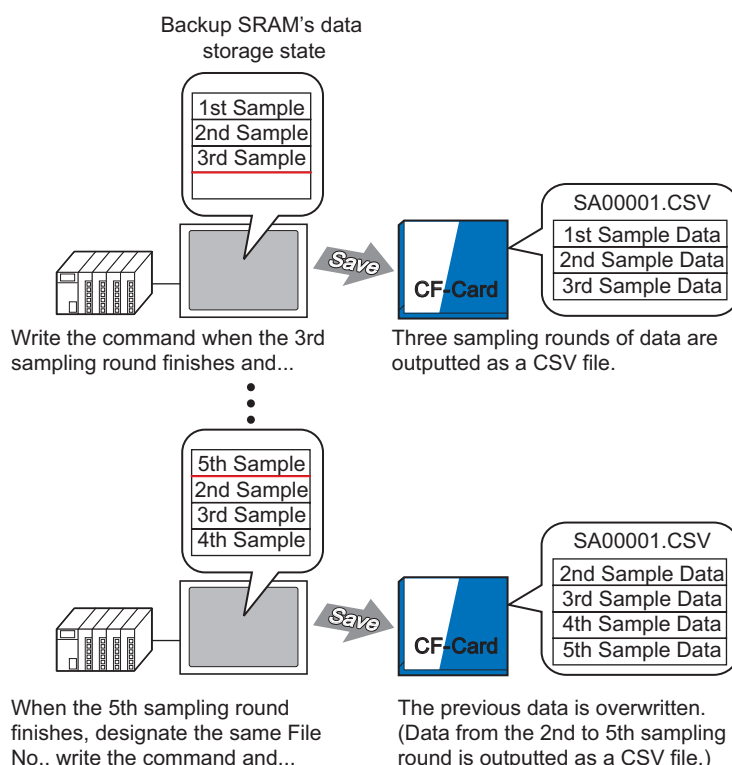 Backup SRAM's data
storage state
1st Sample
2nd Sample
3rd Sample
Save
CF-Card
SA00001.CSV
1st Sample Data
2nd Sample Data
3rd Sample Data
Write the command when the 3rd
sampling round finishes and...
Three sampling rounds of data are
outputted as a CSV file.
5th Sample
2nd Sample
3rd Sample
4th Sample
Save
CF-Card
SA00001.CSV
2nd Sample Data
3rd Sample Data
4th Sample Data
5th Sample Data
When the 5th sampling round
finishes, designate the same File
No., write the command and...
The previous data is overwritten.
(Data from the 2nd to 5th sampling
round is outputted as a CSV file.)